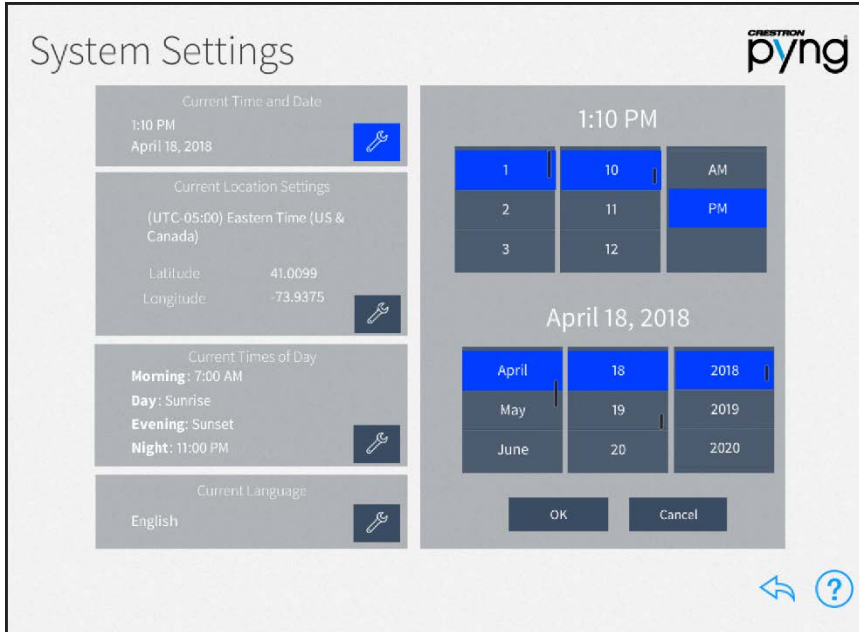 System Settings
CRESTRON
pyng
Current Time and Date
1:10 PM
April 18, 2018
Current Location Settings
(UTC-05:00) Eastern Time (US &
Canada)
Latitude 41.0099
Longitude -73.9375
Current Times of Day
Morning: 7:00 AM
Day: Sunrise
Evening: Sunset
Night: 11:00 PM
Current Language
English
1:10 PM
1 10 AM
2 11 PM
3 12
April 18, 2018
April 18 2018
May 19 2019
June 20 2020
OK Cancel
?